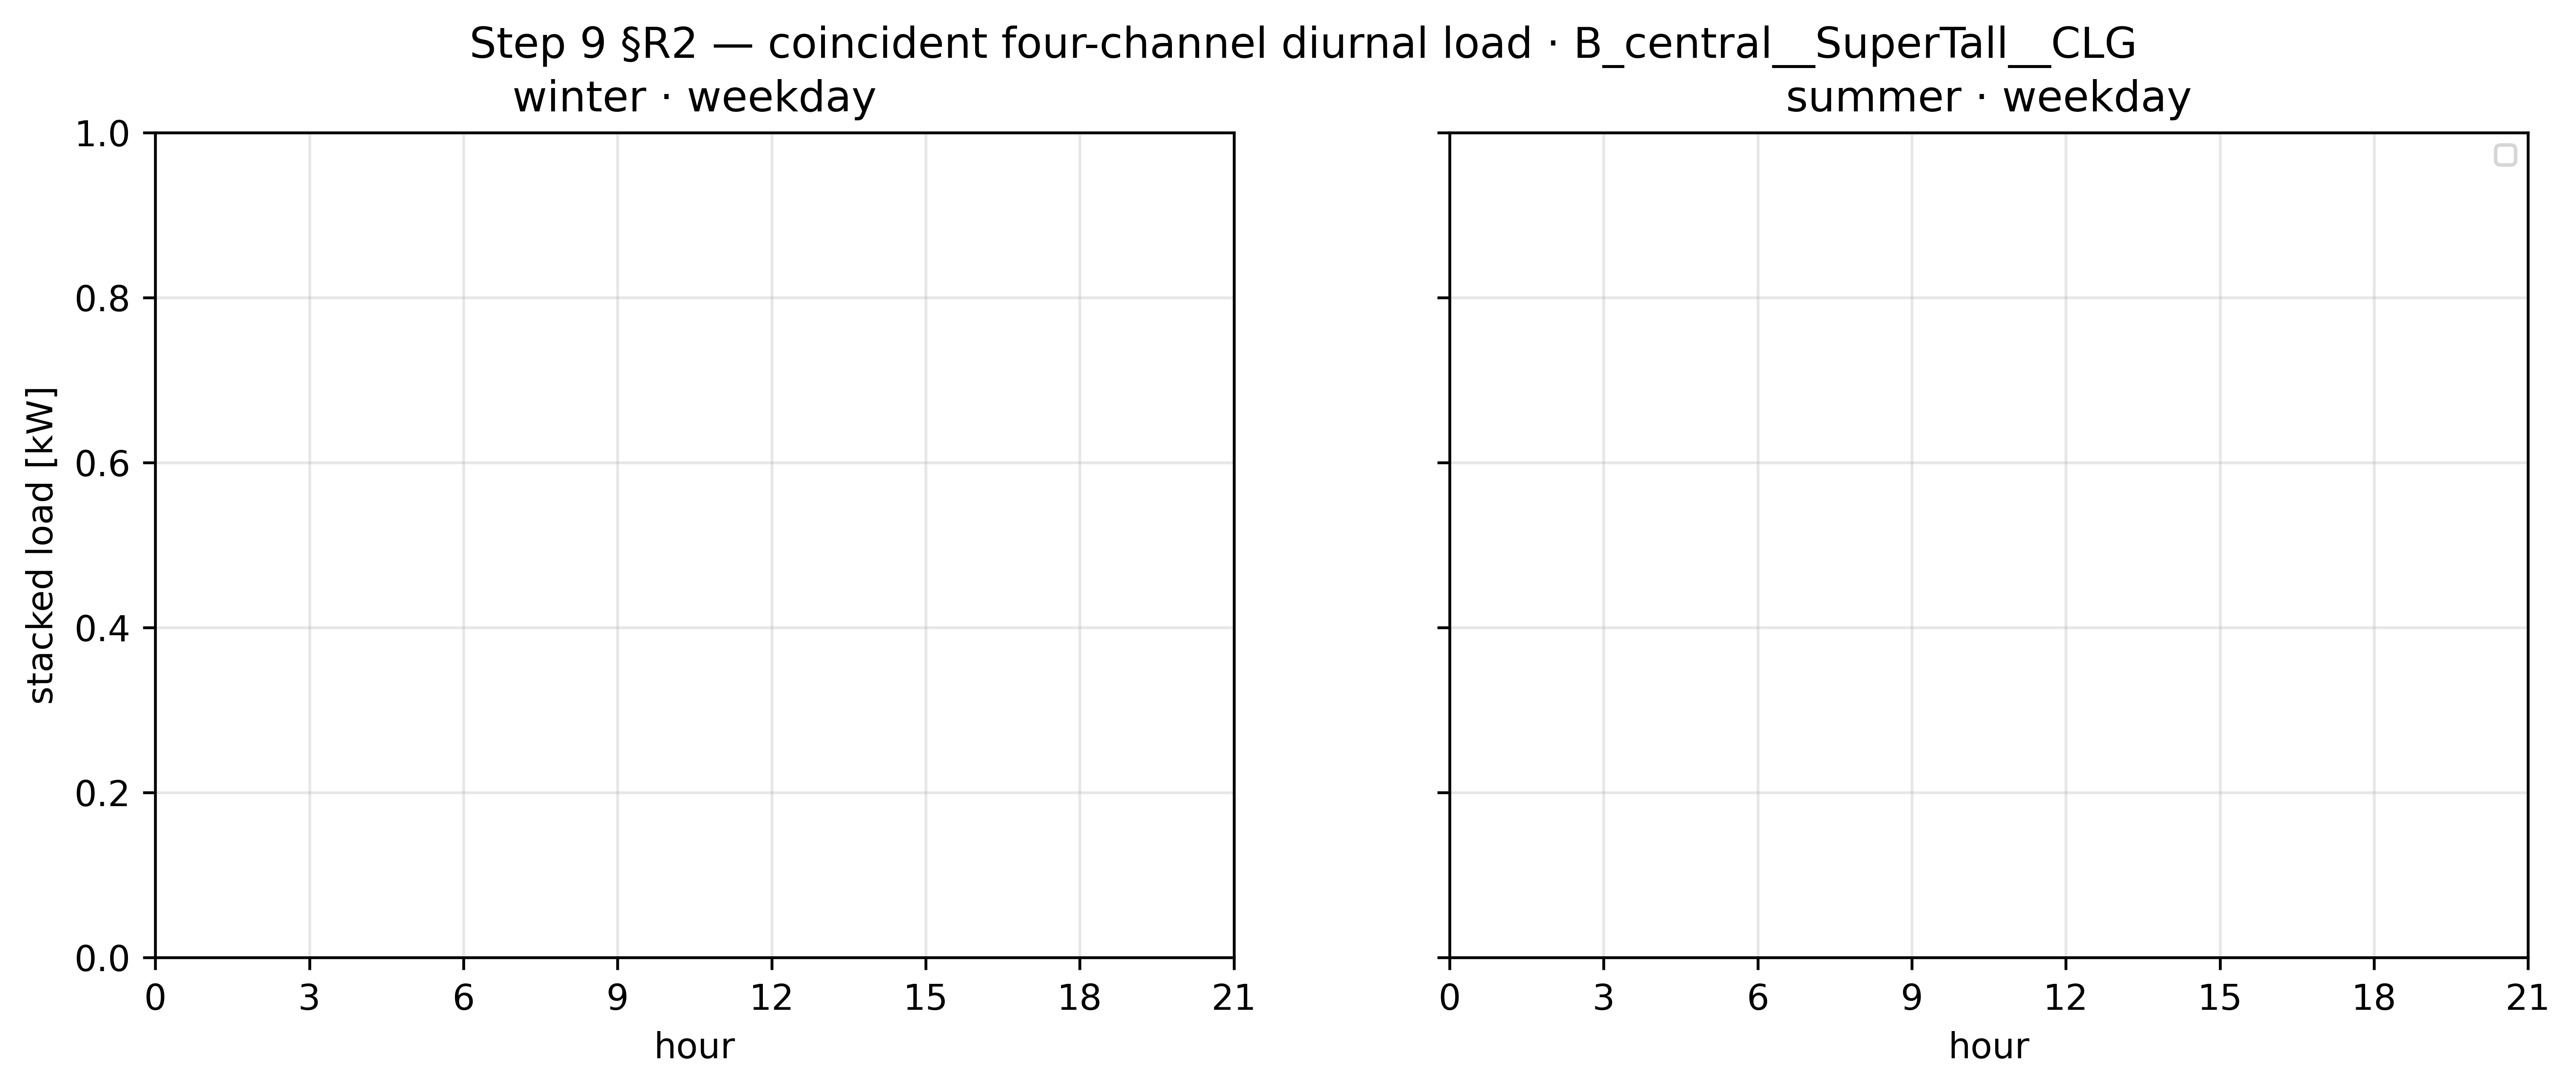 Step 9 §R2 — coincident four-channel diurnal load · B_central__SuperTall__CLG
winter · weekday
summer · weekday
1.0
0.8
0.6
0.4
0.2
0.0
stacked load [kW]
0 3 6 9 12 15 18 21
0 3 6 9 12 15 18 21
hour
hour